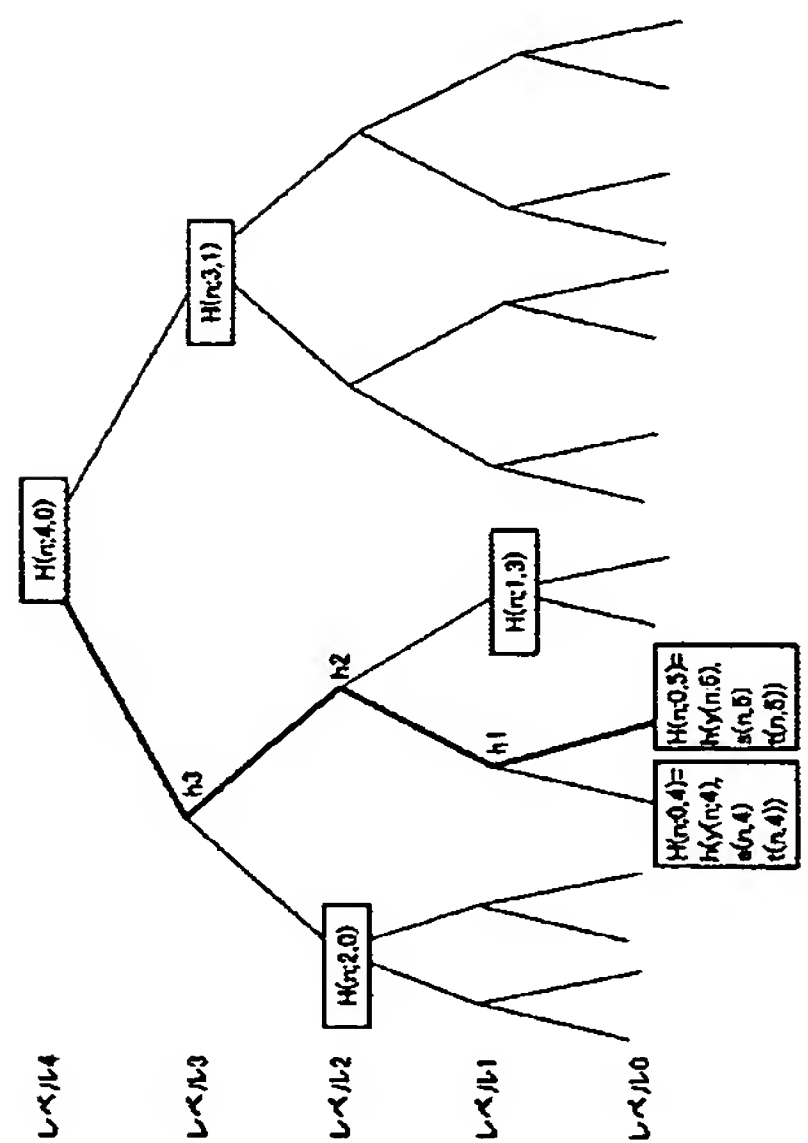 レベル4
H(n;4,0)
レベル3
h3
H(n;3,1)
レベル2
H(n;2,0)
h2
レベル1
h1
H(n;1,3)
レベル0
H(n;0,4)=
h(y(n;4),
s(n,4)
t(n,4))
H(n;0,5)=
h(y(n;5),
s(n,5)
t(n,5))